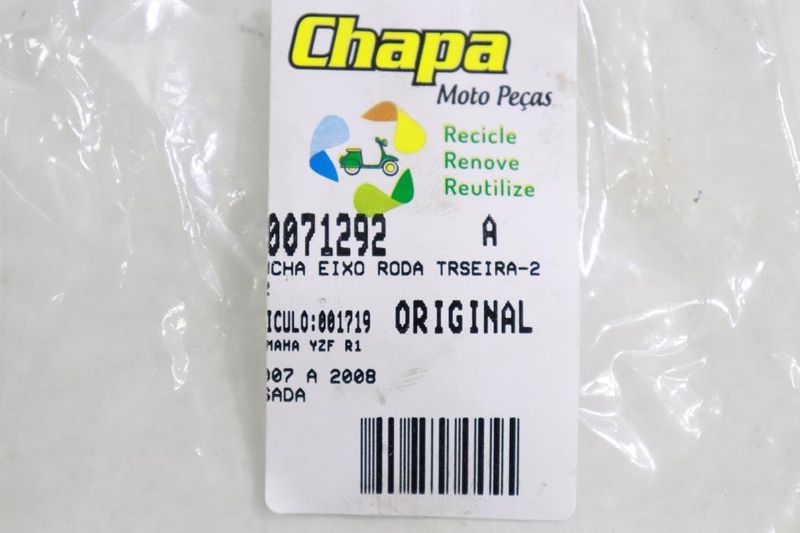 Chapa
Moto Peças
Recicle
Renove
Reutilize
0071292 A
UCHA EIXO RODA TRSEIRA-2
2
ICULO:001719 ORIGINAL
MAHA YZF R1
007 A 2008
SADA